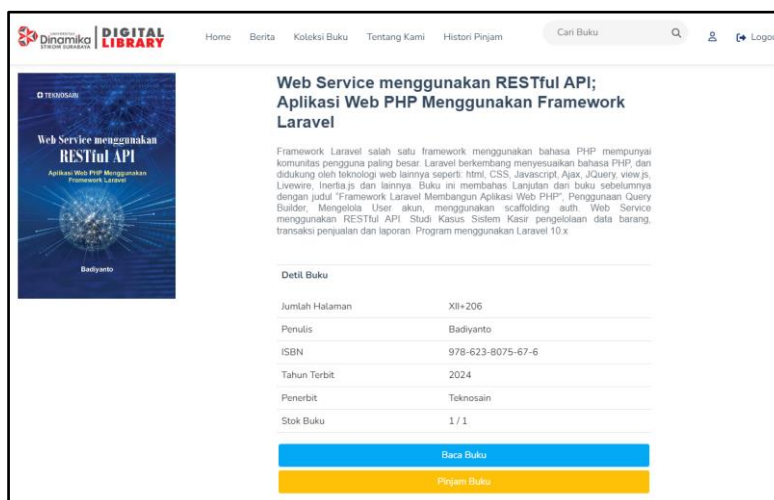 UNIVERSITAS
Dinamika
STIKOM SURABAYA
DIGITAL
LIBRARY
Home Berita Koleksi Buku Tentang Kami Histori Pinjam Cari Buku Logout
TEKNOSAIN
Web Service menggunakan
RESTful API
Aplikasi Web PHP Menggunakan
Framework Laravel
Badiyanto
Web Service menggunakan RESTful API;
Aplikasi Web PHP Menggunakan Framework
Laravel
Framework Laravel salah satu framework menggunakan bahasa PHP mempunyai
komunitas pengguna paling besar. Laravel berkembang menyesuaikan bahasa PHP, dan
didukung oleh teknologi web lainnya seperti: html, CSS, Javascript, Ajax, JQuery, view.js,
Livewire, Inertia.js dan lainnya. Buku ini membahas Lanjutan dari buku sebelumnya
dengan judul "Framework Laravel Membangun Aplikasi Web PHP", Penggunaan Query
Builder, Mengelola User akun, menggunakan scaffolding auth. Web Service
menggunakan RESTful API. Studi Kasus Sistem Kasir pengelolaan data barang,
transaksi penjualan dan laporan. Program menggunakan Laravel 10.x
Detil Buku
Jumlah Halaman XII+206
Penulis Badiyanto
ISBN 978-623-8075-67-6
Tahun Terbit 2024
Penerbit Teknosain
Stok Buku 1 / 1
Baca Buku
Pinjam Buku